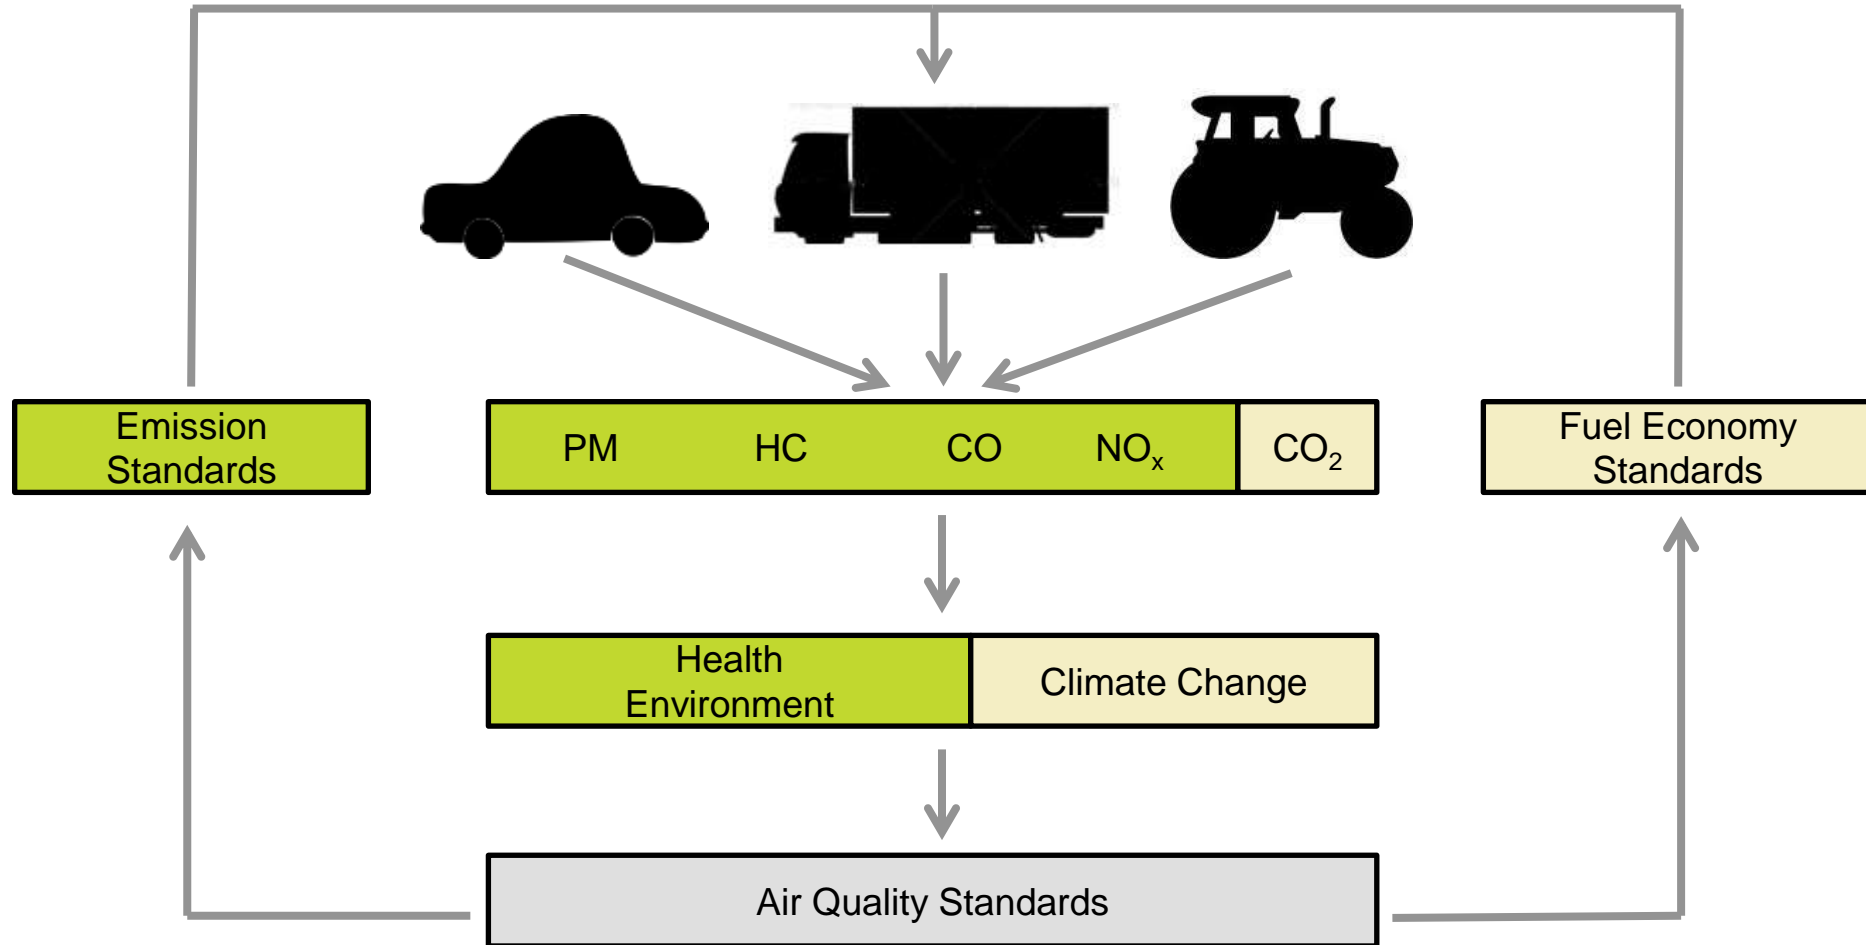 Emission
Standards
PM HC CO NOx CO2
Fuel Economy
Standards
Health
Environment
Climate Change
Air Quality Standards